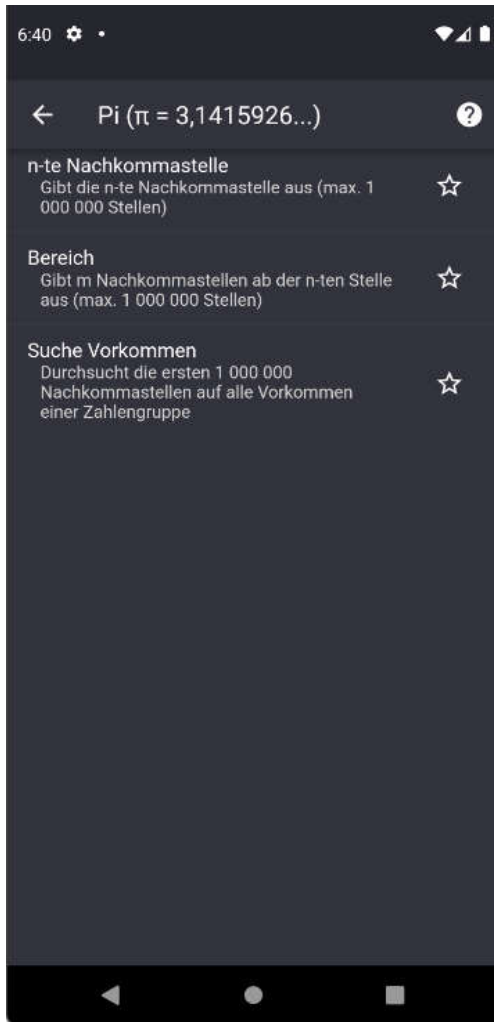 6:40
Pi (π = 3,1415926...)
n-te Nachkommastelle
Gibt die n-te Nachkommastelle aus (max. 1
000 000 Stellen)
Bereich
Gibt m Nachkommastellen ab der n-ten Stelle
aus (max. 1 000 000 Stellen)
Suche Vorkommen
Durchsucht die ersten 1 000 000
Nachkommastellen auf alle Vorkommen
einer Zahlengruppe